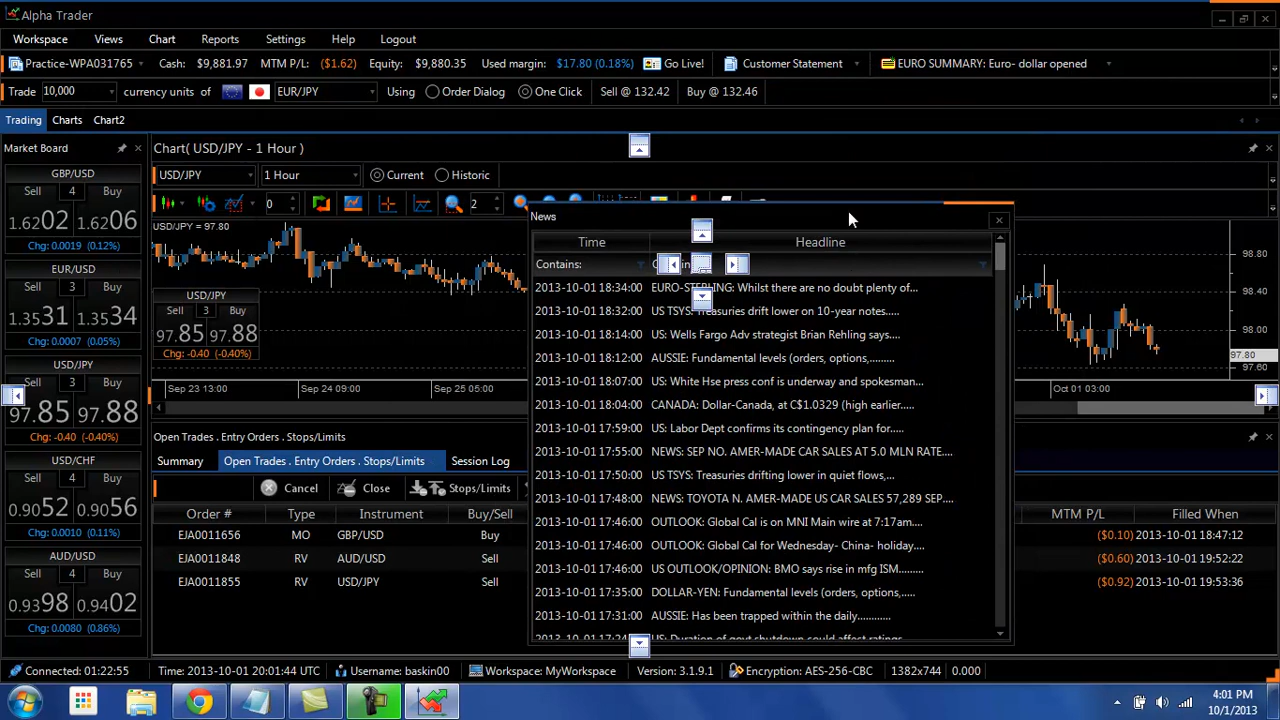 Alpha Trader
Workspace Views Chart Reports Settings Help Logout
Practice-WPA031765 Cash: $9,881.97 MTM P/L: ($1.62) Equity: $9,880.35 Used margin: $17.80 (0.18%) Go Live! Customer Statement EURO SUMMARY: Euro- dollar opened
Trade 10,000 currency units of EUR/JPY Using Order Dialog One Click Sell @ 132.42 Buy @ 132.46
Trading Charts Chart2
Market Board
GBP/USD
Sell 4 Buy
1.6202 1.6206
Chg: 0.0019 (0.12%)
EUR/USD
Sell 3 Buy
1.3531 1.3534
Chg: 0.0007 (0.05%)
USD/JPY
Sell 3 Buy
97.85 97.88
Chg: -0.40 (-0.40%)
USD/CHF
Sell 4 Buy
0.9052 0.9056
Chg: 0.0010 (0.11%)
AUD/USD
Sell 4 Buy
0.9398 0.9402
Chg: 0.0080 (0.86%)
Chart( USD/JPY - 1 Hour )
USD/JPY 1 Hour Current Historic
0 2
USD/JPY = 97.80
USD/JPY
Sell 3 Buy
97.85 97.88
Chg: -0.40 (-0.40%)
98.80
98.40
98.00
97.80
97.60
Sep 23 13:00 Sep 24 09:00 Sep 25 05:00 Oct 01 03:00
News
Time Headline
Contains:
2013-10-01 18:34:00 EURO-STERLING: Whilst there are no doubt plenty of...
2013-10-01 18:32:00 US TSYS: Treasuries drift lower on 10-year notes.....
2013-10-01 18:14:00 US: Wells Fargo Adv strategist Brian Rehling says....
2013-10-01 18:12:00 AUSSIE: Fundamental levels (orders, options,........
2013-10-01 18:07:00 US: White Hse press conf is underway and spokesman...
2013-10-01 18:04:00 CANADA: Dollar-Canada, at C$1.0329 (high earlier.....
2013-10-01 17:59:00 US: Labor Dept confirms its contingency plan for.....
2013-10-01 17:55:00 NEWS: SEP NO. AMER-MADE CAR SALES AT 5.0 MLN RATE....
2013-10-01 17:50:00 US TSYS: Treasuries drifting lower in quiet flows,...
2013-10-01 17:48:00 NEWS: TOYOTA N. AMER-MADE US CAR SALES 57,289 SEP....
2013-10-01 17:46:00 OUTLOOK: Global Cal is on MNI Main wire at 7:17am....
2013-10-01 17:46:00 OUTLOOK: Global Cal for Wednesday- China- holiday....
2013-10-01 17:46:00 US OUTLOOK/OPINION: BMO says rise in mfg ISM........
2013-10-01 17:35:00 DOLLAR-YEN: Fundamental levels (orders, options,.....
2013-10-01 17:31:00 AUSSIE: Has been trapped within the daily...........
US: Duration of govt shutdown could affect ratings
Open Trades . Entry Orders . Stops/Limits
Summary Open Trades . Entry Orders . Stops/Limits Session Log
Cancel Close Stops/Limits
Order # Type Instrument Buy/Sell MTM P/L Filled When
EJA0011656 MO GBP/USD Buy ($0.10) 2013-10-01 18:47:12
EJA0011848 RV AUD/USD Sell ($0.60) 2013-10-01 19:52:22
EJA0011855 RV USD/JPY Sell ($0.92) 2013-10-01 19:53:36
Connected: 01:22:55 Time: 2013-10-01 20:01:44 UTC Username: baskin00 Workspace: MyWorkspace Version: 3.1.9.1 Encryption: AES-256-CBC 1382x744 0.000
4:01 PM
10/1/2013